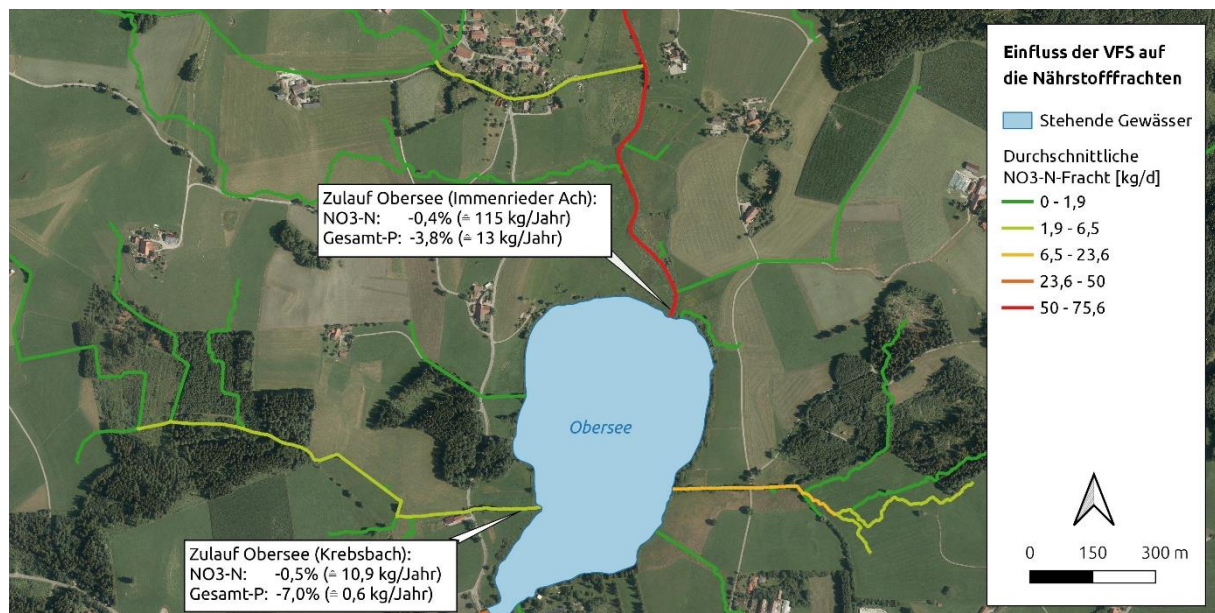 Einfluss der VFS auf
die Nährstofffrachten
Stehende Gewässer
Durchschnittliche
NO3-N-Fracht [kg/d]
0 - 1,9
1,9 - 6,5
6,5 - 23,6
23,6 - 50
50 - 75,6
0 150 300 m
Zulauf Obersee (Immenrieder Ach):
NO3-N: -0,4% (≙ 115 kg/Jahr)
Gesamt-P: -3,8% (≙ 13 kg/Jahr)
Obersee
Zulauf Obersee (Krebsbach):
NO3-N: -0,5% (≙ 10,9 kg/Jahr)
Gesamt-P: -7,0% (≙ 0,6 kg/Jahr)